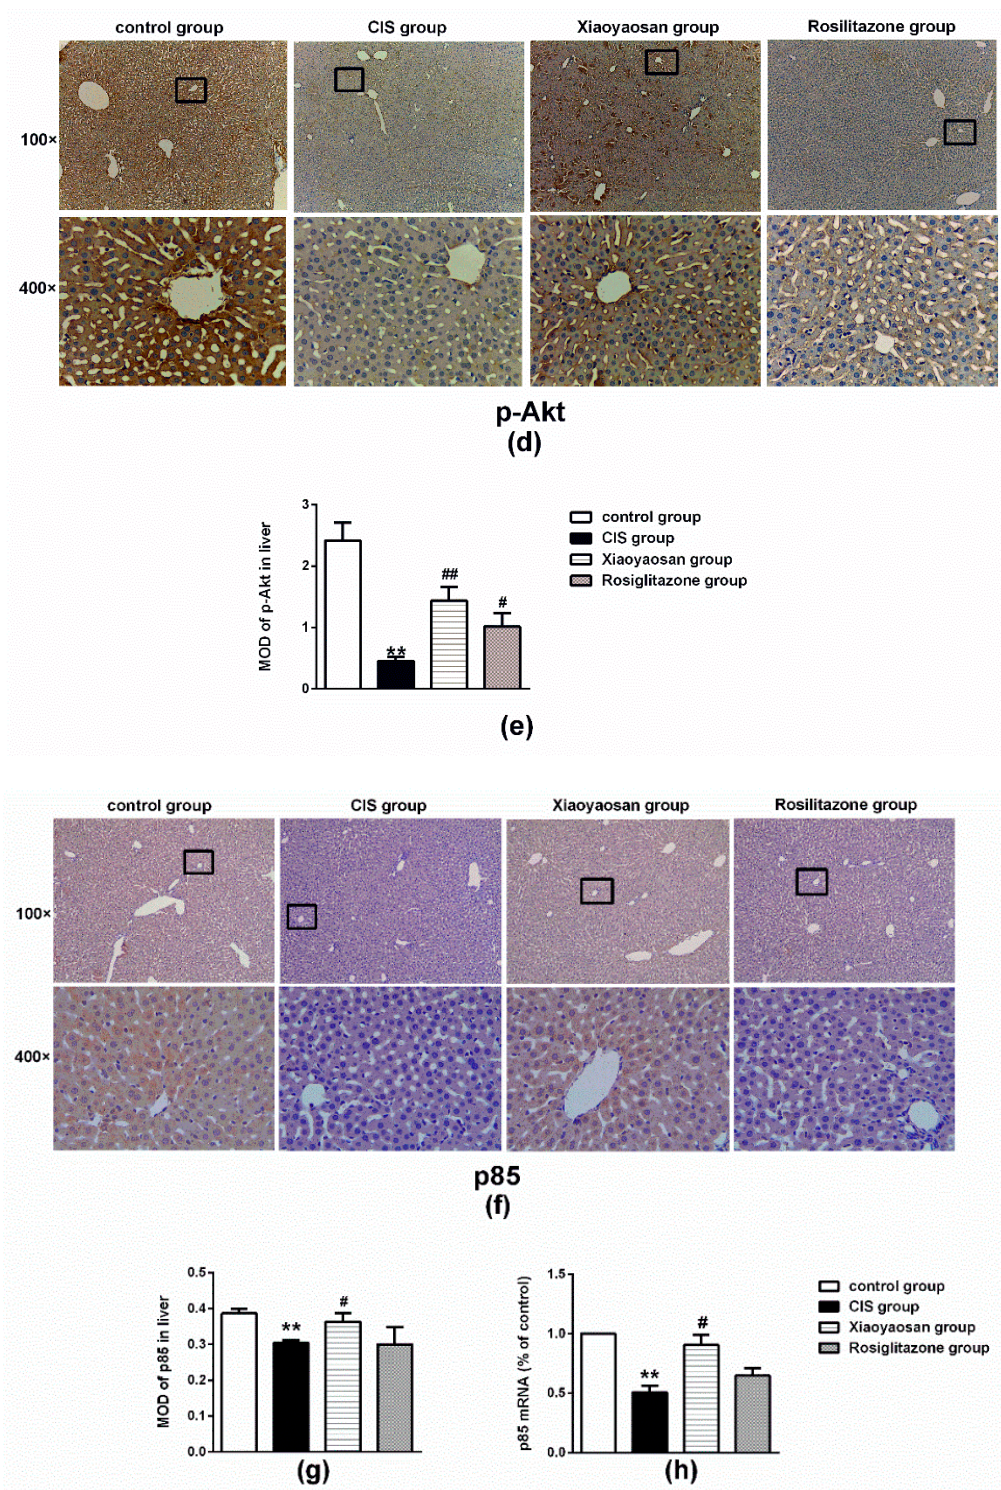 control group
CIS group
Xiaoyaosan group
Rosilitazone group
100×
400×
p-Akt
(d)
MOD of p-Akt in liver
3
2
1
0
**
##
#
control group
CIS group
Xiaoyaosan group
Rosiglitazone group
(e)
control group
CIS group
Xiaoyaosan group
Rosilitazone group
100×
400×
p85
(f)
MOD of p85 in liver
0.5
0.4
0.3
0.2
0.1
0.0
**
#
(g)
p85 mRNA (% of control)
1.5
1.0
0.5
0.0
**
#
(h)
control group
CIS group
Xiaoyaosan group
Rosiglitazone group